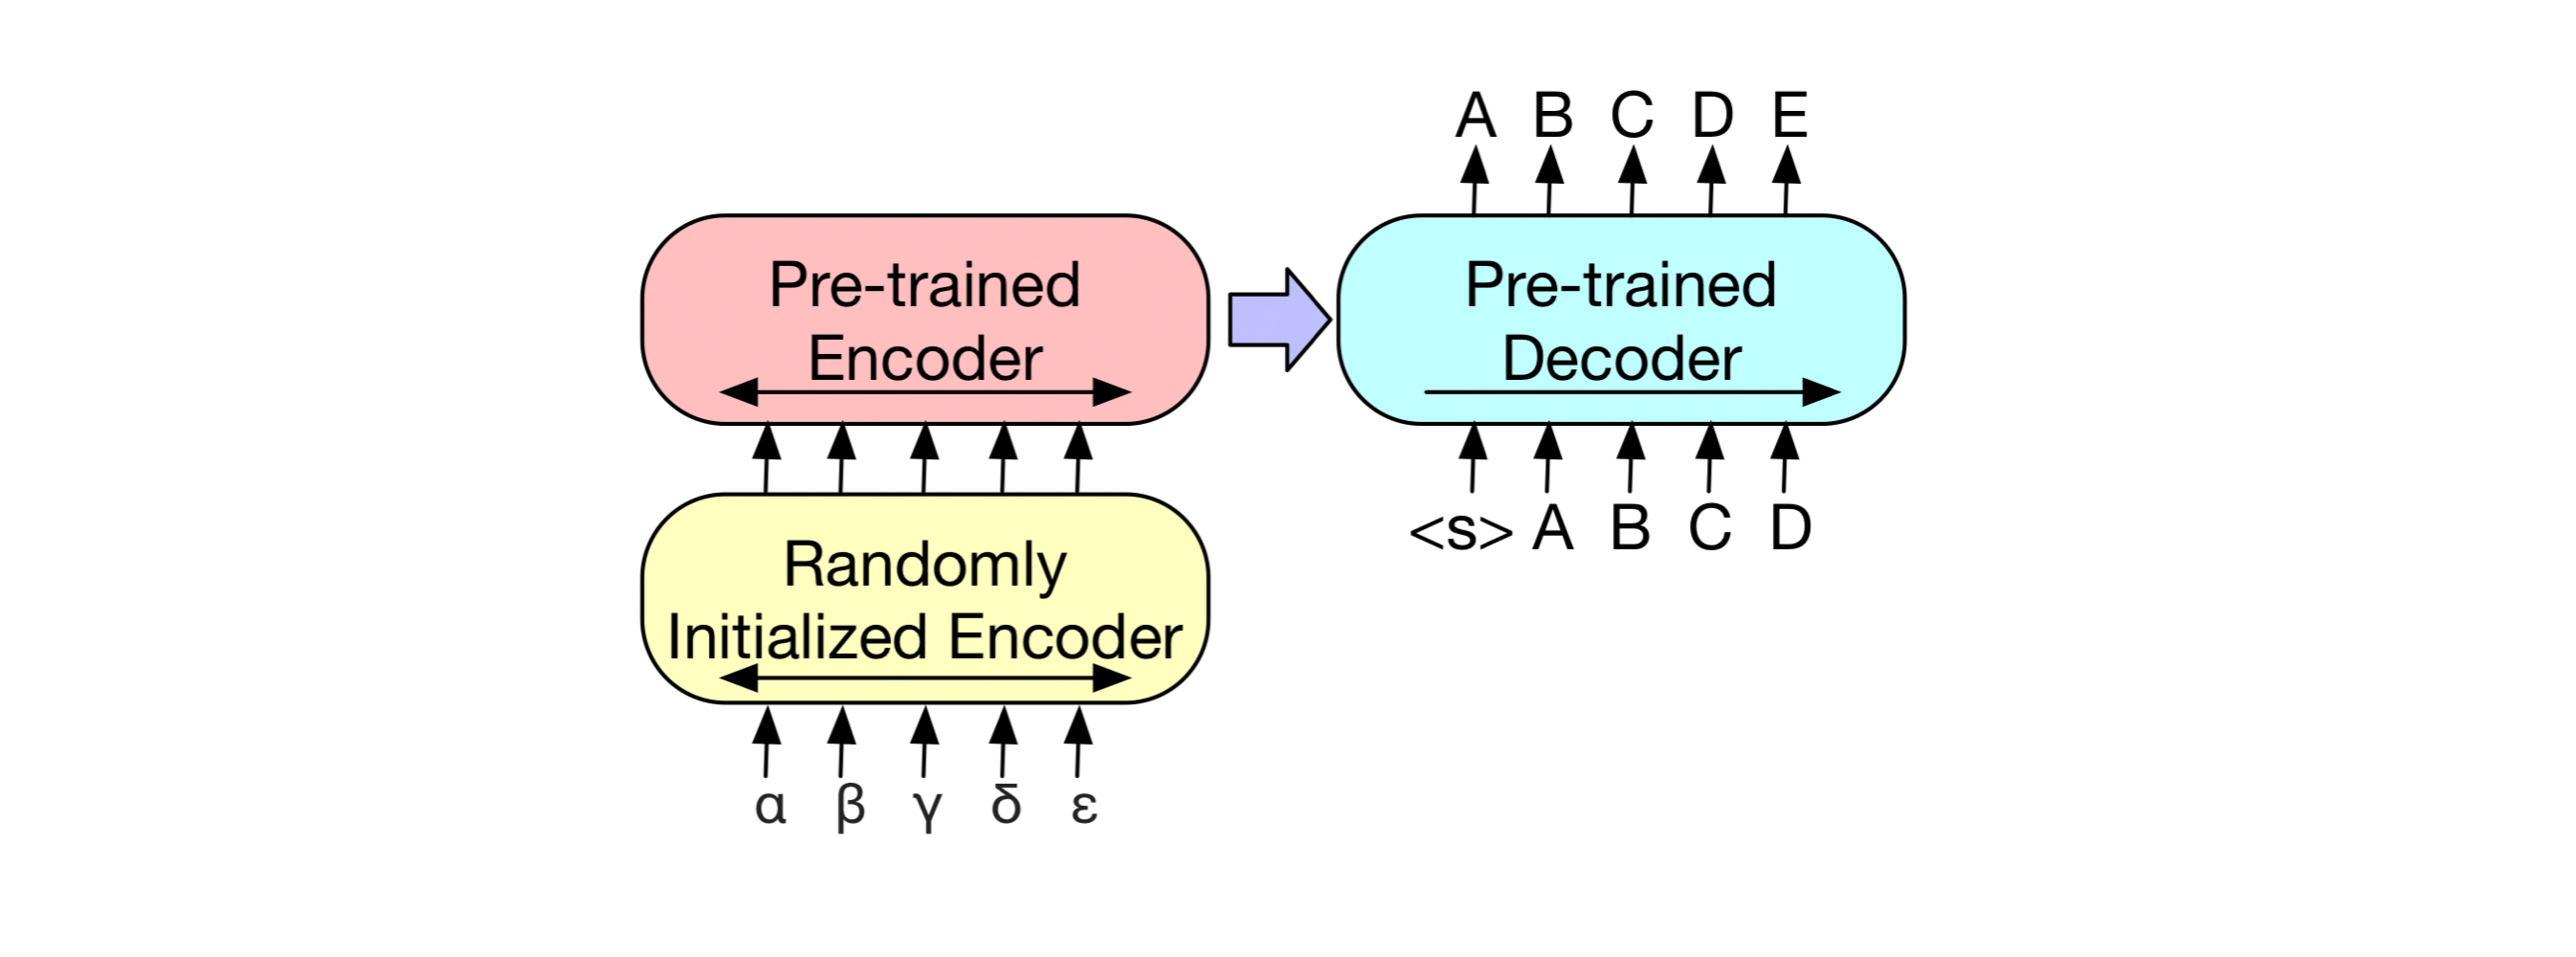 A B C D E
Pre-trained
Encoder
Pre-trained
Decoder
<s> A B C D
Randomly
Initialized Encoder
α β γ δ ε